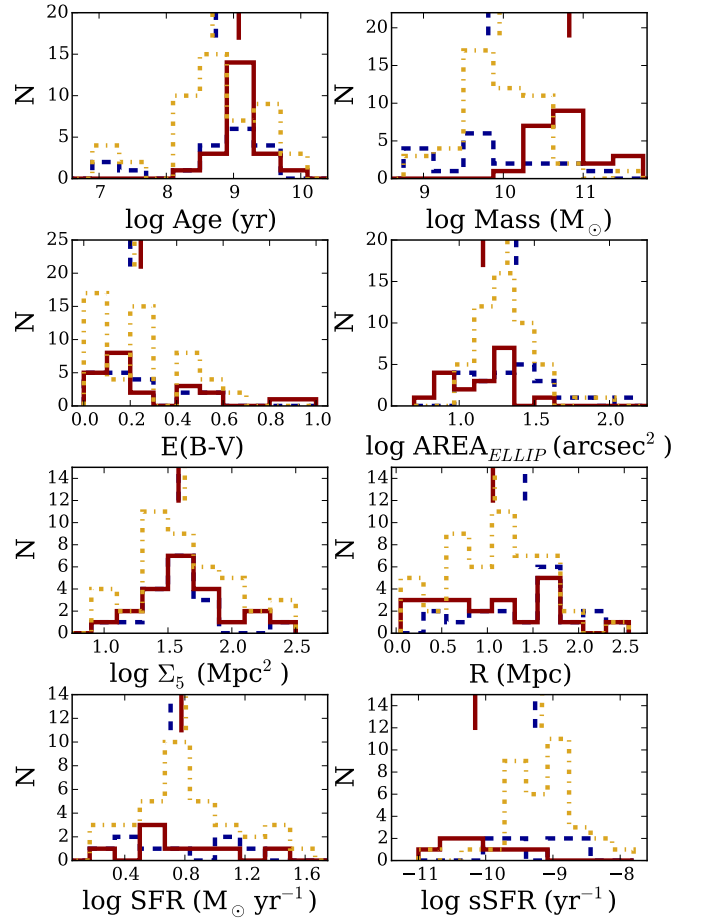 20
15
10
5
0
N
7 8 9 10
log Age (yr)
20
15
10
5
0
N
9 10 11
log Mass (M☉)
25
20
15
10
5
0
N
0.0 0.2 0.4 0.6 0.8 1.0
E(B-V)
20
15
10
5
0
N
1.0 1.5 2.0
log AREA_ELLIP (arcsec²)
14
12
10
8
6
4
2
0
N
1.0 1.5 2.0 2.5
log Σ₅ (Mpc²)
14
12
10
8
6
4
2
0
N
0.0 0.5 1.0 1.5 2.0 2.5
R (Mpc)
14
12
10
8
6
4
2
0
N
0.4 0.8 1.2 1.6
log SFR (M☉ yr⁻¹)
14
12
10
8
6
4
2
0
N
−11 −10 −9 −8
log sSFR (yr⁻¹)